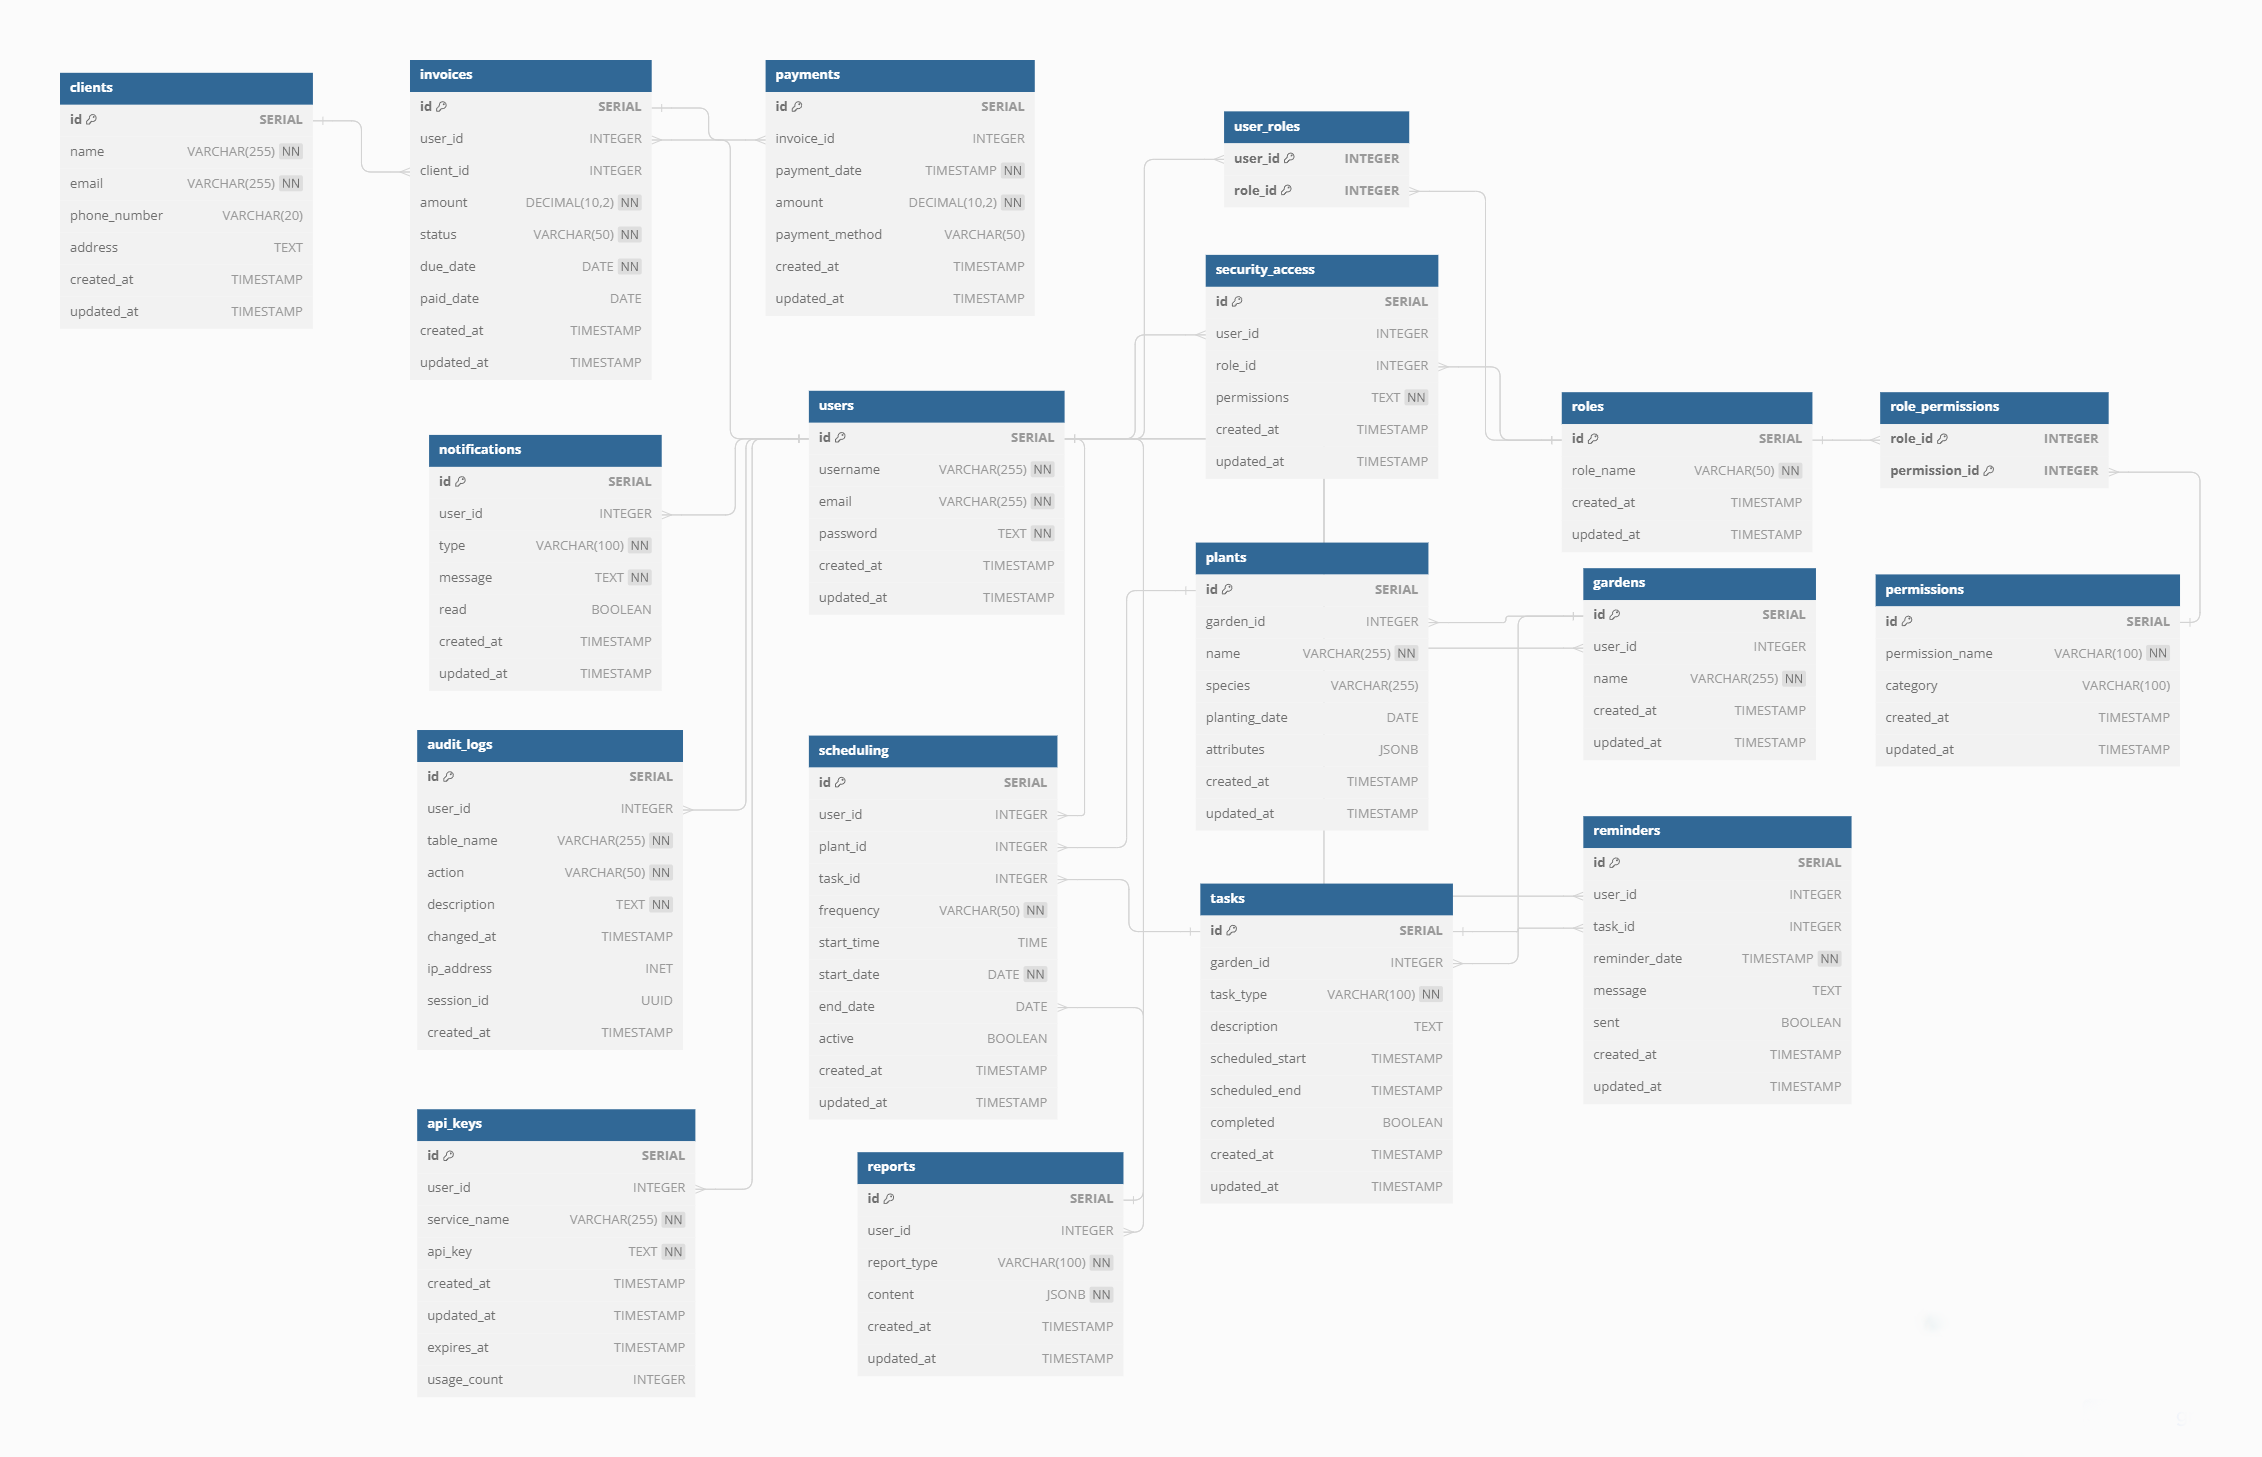 clients
id SERIAL
name VARCHAR(255) NN
email VARCHAR(255) NN
phone_number VARCHAR(20)
address TEXT
created_at TIMESTAMP
updated_at TIMESTAMP
invoices
id SERIAL
user_id INTEGER
client_id INTEGER
amount DECIMAL(10,2) NN
status VARCHAR(50) NN
due_date DATE NN
paid_date DATE
created_at TIMESTAMP
updated_at TIMESTAMP
payments
id SERIAL
invoice_id INTEGER
payment_date TIMESTAMP NN
amount DECIMAL(10,2) NN
payment_method VARCHAR(50)
created_at TIMESTAMP
updated_at TIMESTAMP
user_roles
user_id INTEGER
role_id INTEGER
security_access
id SERIAL
user_id INTEGER
role_id INTEGER
permissions TEXT NN
created_at TIMESTAMP
updated_at TIMESTAMP
users
id SERIAL
username VARCHAR(255) NN
email VARCHAR(255) NN
password TEXT NN
created_at TIMESTAMP
updated_at TIMESTAMP
roles
id SERIAL
role_name VARCHAR(50) NN
created_at TIMESTAMP
updated_at TIMESTAMP
role_permissions
role_id INTEGER
permission_id INTEGER
notifications
id SERIAL
user_id INTEGER
type VARCHAR(100) NN
message TEXT NN
read BOOLEAN
created_at TIMESTAMP
updated_at TIMESTAMP
plants
id SERIAL
garden_id INTEGER
name VARCHAR(255) NN
species VARCHAR(255)
planting_date DATE
attributes JSONB
created_at TIMESTAMP
updated_at TIMESTAMP
gardens
id SERIAL
user_id INTEGER
name VARCHAR(255) NN
created_at TIMESTAMP
updated_at TIMESTAMP
permissions
id SERIAL
permission_name VARCHAR(100) NN
category VARCHAR(100)
created_at TIMESTAMP
updated_at TIMESTAMP
audit_logs
id SERIAL
user_id INTEGER
table_name VARCHAR(255) NN
action VARCHAR(50) NN
description TEXT NN
changed_at TIMESTAMP
ip_address INET
session_id UUID
created_at TIMESTAMP
scheduling
id SERIAL
user_id INTEGER
plant_id INTEGER
task_id INTEGER
frequency VARCHAR(50) NN
start_time TIME
start_date DATE NN
end_date DATE
active BOOLEAN
created_at TIMESTAMP
updated_at TIMESTAMP
tasks
id SERIAL
garden_id INTEGER
task_type VARCHAR(100) NN
description TEXT
scheduled_start TIMESTAMP
scheduled_end TIMESTAMP
completed BOOLEAN
created_at TIMESTAMP
updated_at TIMESTAMP
reminders
id SERIAL
user_id INTEGER
task_id INTEGER
reminder_date TIMESTAMP NN
message TEXT
sent BOOLEAN
created_at TIMESTAMP
updated_at TIMESTAMP
api_keys
id SERIAL
user_id INTEGER
service_name VARCHAR(255) NN
api_key TEXT NN
created_at TIMESTAMP
updated_at TIMESTAMP
expires_at TIMESTAMP
usage_count INTEGER
reports
id SERIAL
user_id INTEGER
report_type VARCHAR(100) NN
content JSONB NN
created_at TIMESTAMP
updated_at TIMESTAMP